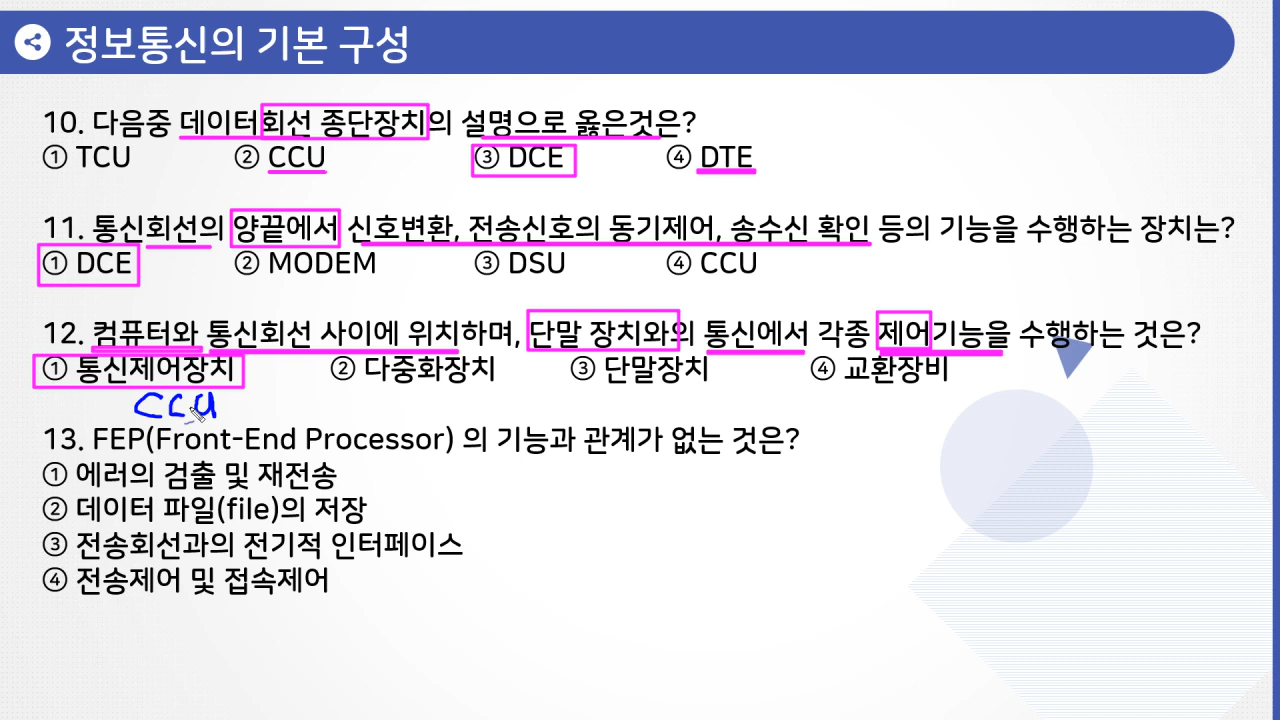 정보통신의 기본 구성
10. 다음중 데이터회선 종단장치의 설명으로 옳은것은?
① TCU ② CCU ③ DCE ④ DTE
11. 통신회선의 양끝에서 신호변환, 전송신호의 동기제어, 송수신 확인 등의 기능을 수행하는 장치는?
① DCE ② MODEM ③ DSU ④ CCU
12. 컴퓨터와 통신회선 사이에 위치하며, 단말 장치와의 통신에서 각종 제어기능을 수행하는 것은?
① 통신제어장치 ② 다중화장치 ③ 단말장치 ④ 교환장비
CCU
13. FEP(Front-End Processor) 의 기능과 관계가 없는 것은?
① 에러의 검출 및 재전송
② 데이터 파일(file)의 저장
③ 전송회선과의 전기적 인터페이스
④ 전송제어 및 접속제어